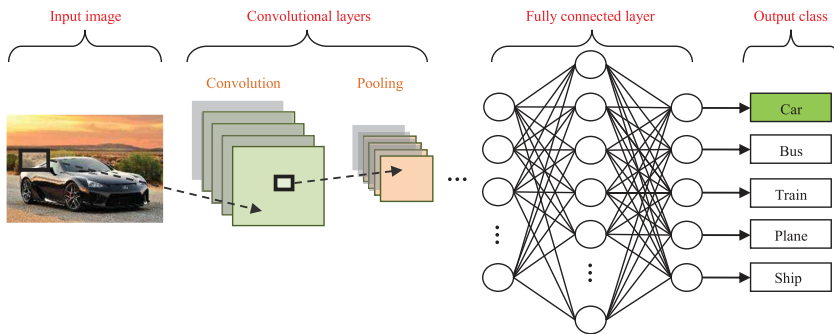 Input image
Convolutional layers
Fully connected layer
Output class
Convolution
Pooling
...
Car
Bus
Train
Plane
Ship